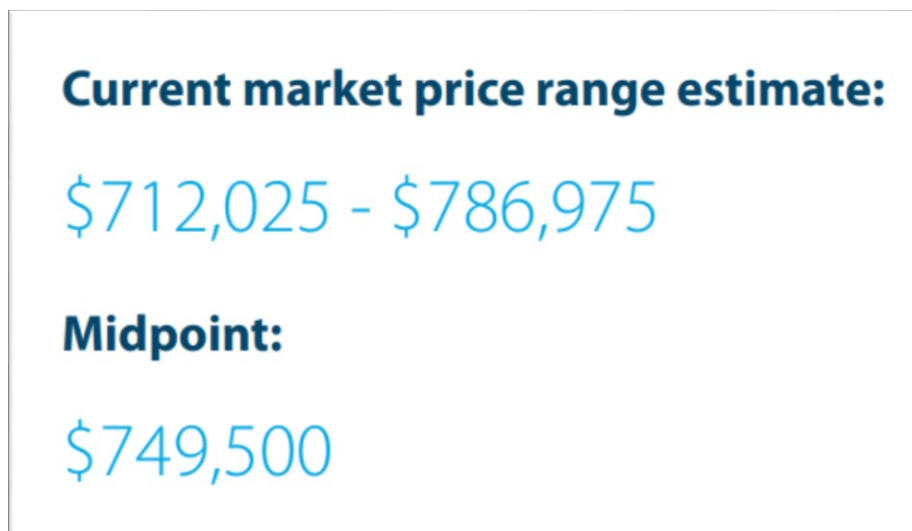 Current market price range estimate:
$712,025 - $786,975
Midpoint:
$749,500